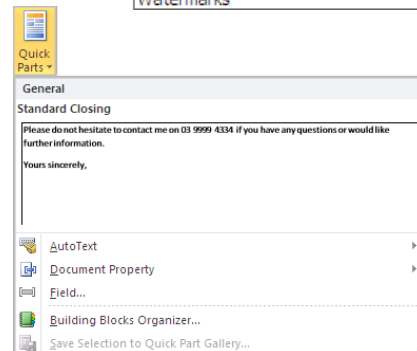 Watermarks
Quick
Parts
General
Standard Closing
Please do not hesitate to contact me on 03 9999 4334 if you have any questions or would like
further information.
Yours sincerely,
AutoText
Document Property
Field...
Building Blocks Organizer...
Save Selection to Quick Part Gallery...